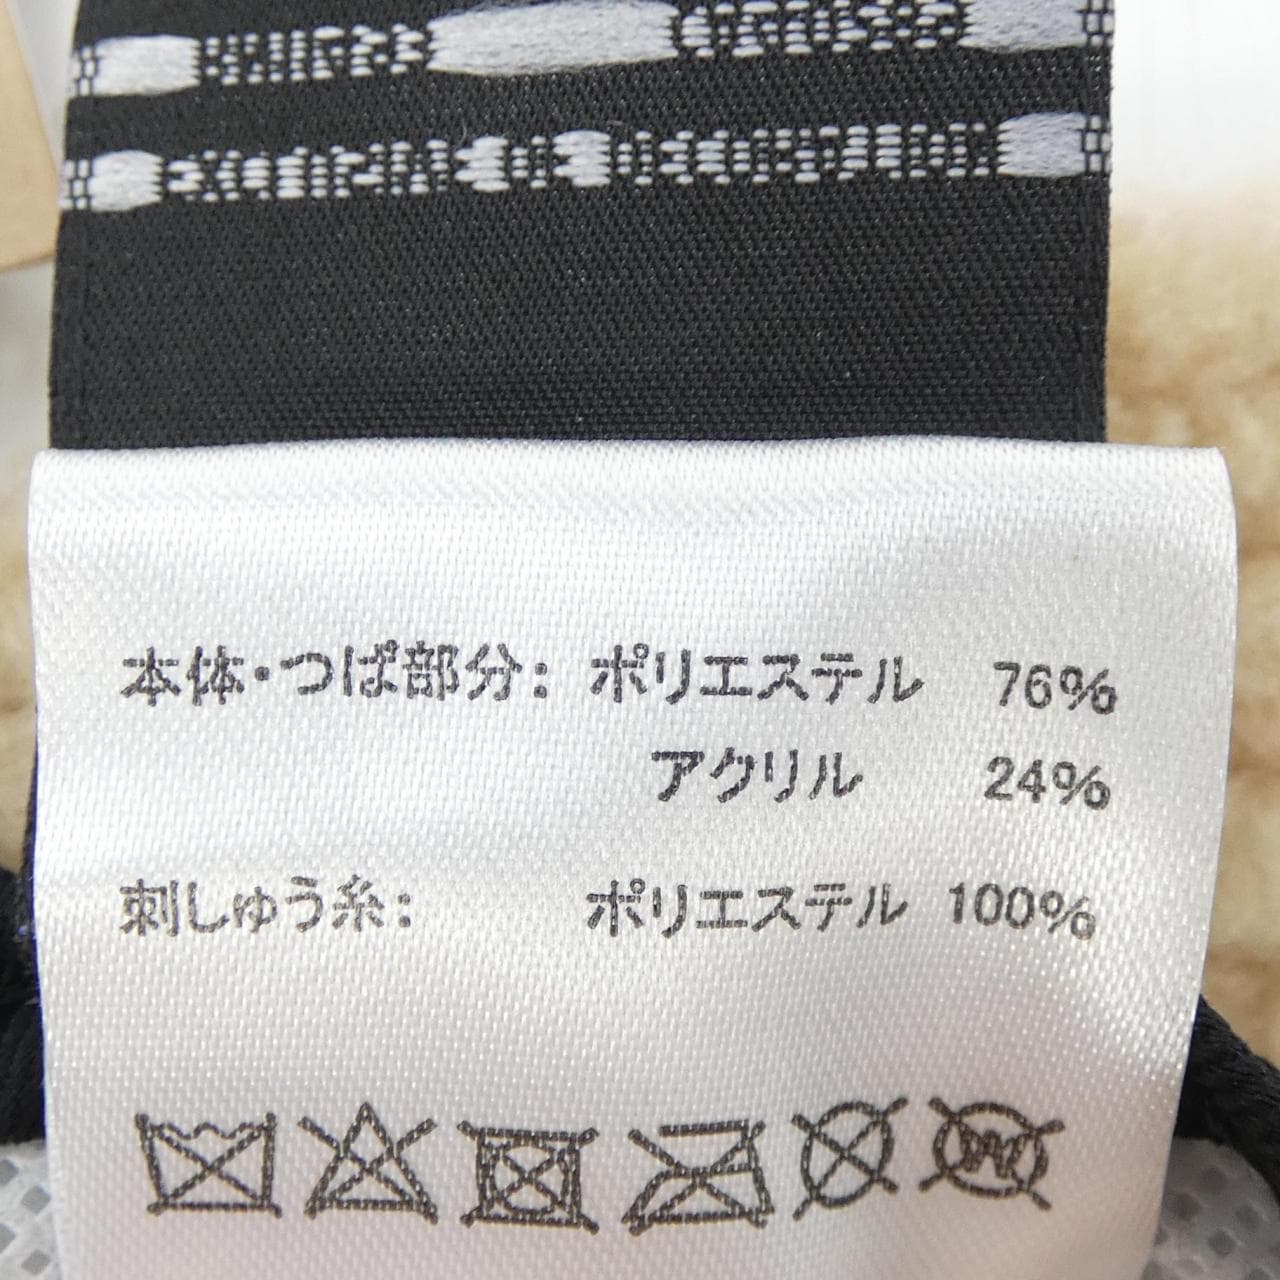 本体・つば部分: ポリエステル 76%
アクリル 24%
刺しゅう糸: ポリエステル 100%